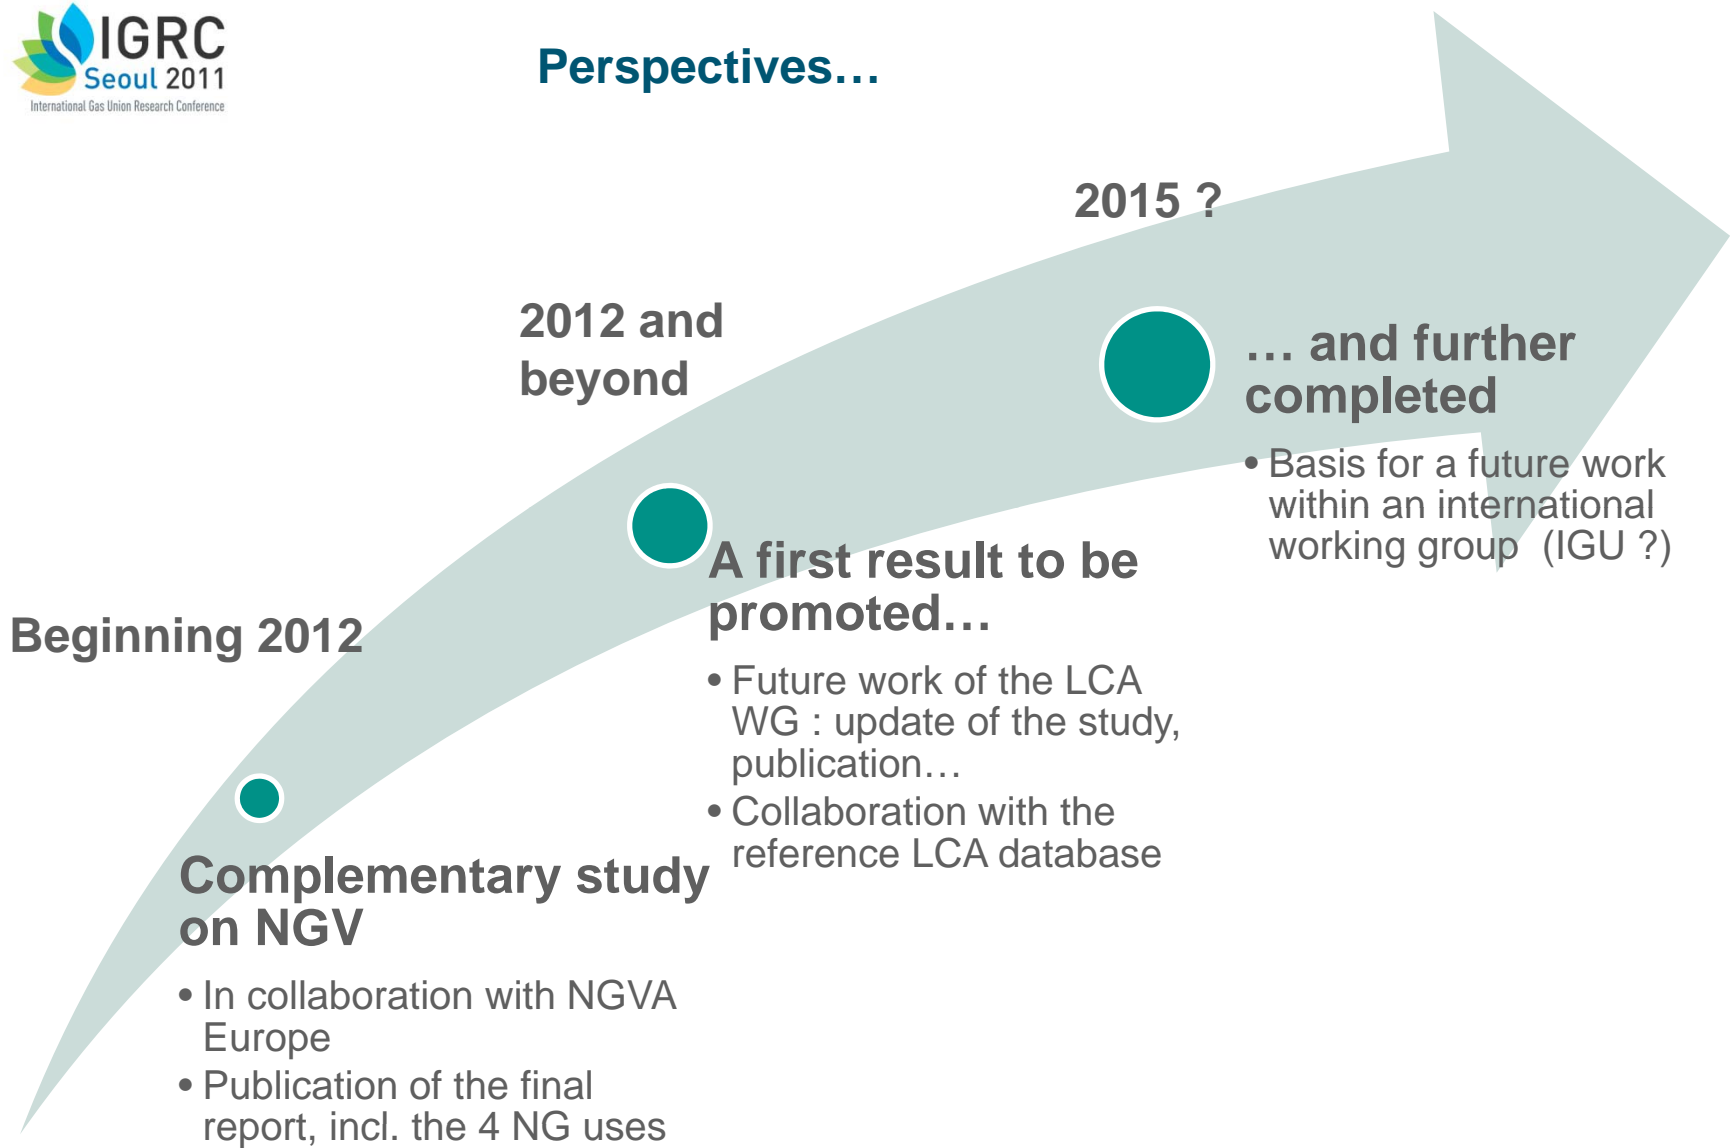 IGRC
Seoul 2011
International Gas Union Research Conference
Perspectives…
2015 ?
2012 and
beyond
… and further
completed
• Basis for a future work
within an international
working group  (IGU ?)
A first result to be
promoted…
• Future work of the LCA
WG : update of the study,
publication…
• Collaboration with the
reference LCA database
Beginning 2012
Complementary study
on NGV
• In collaboration with NGVA
Europe
• Publication of the final
report, incl. the 4 NG uses